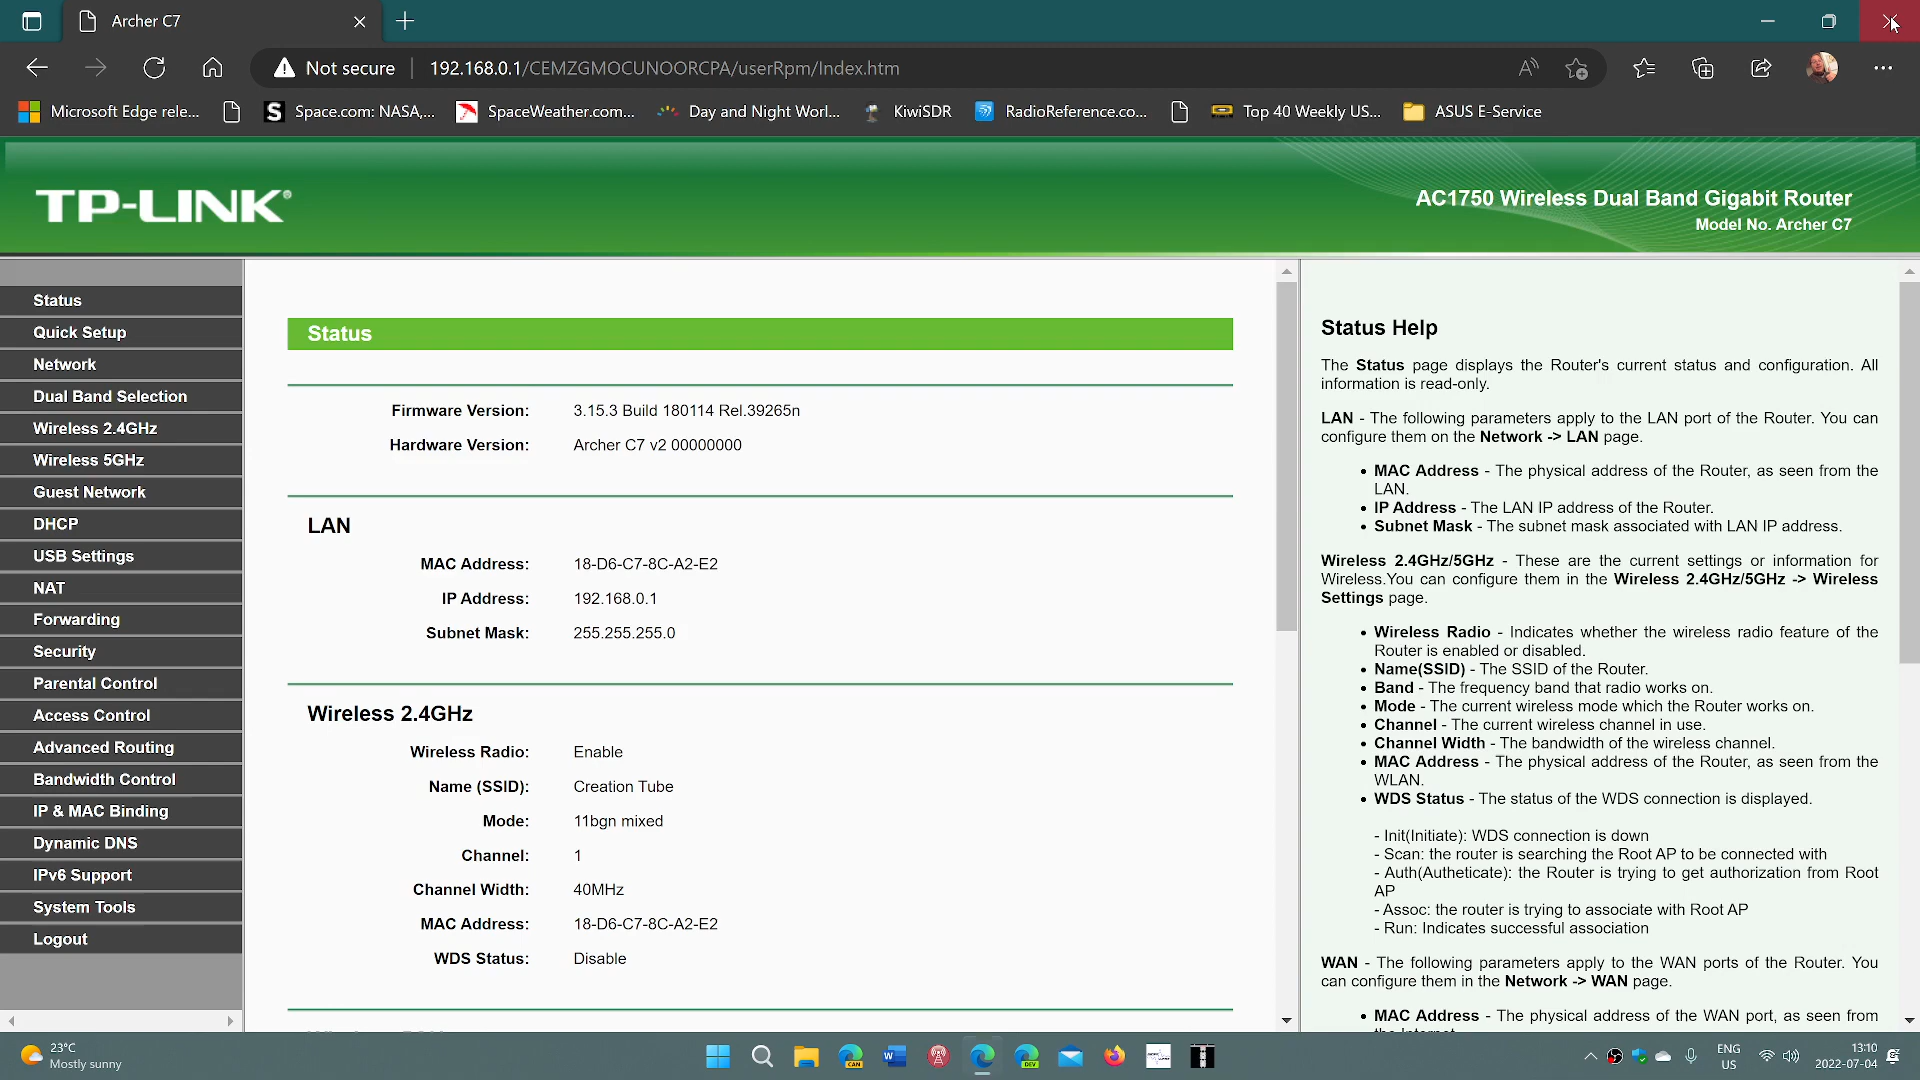 Archer C7
Not secure
192.168.0.1/CEMZGMOCUNOORCPA/userRpm/Index.htm
Microsoft Edge rele...
Space.com: NASA,...
SpaceWeather.com...
Day and Night Worl...
KiwiSDR
RadioReference.co...
Top 40 Weekly US...
ASUS E-Service
TP-LINK®
AC1750 Wireless Dual Band Gigabit Router
Model No. Archer C7
Status
Quick Setup
Network
Dual Band Selection
Wireless 2.4GHz
Wireless 5GHz
Guest Network
DHCP
USB Settings
NAT
Forwarding
Security
Parental Control
Access Control
Advanced Routing
Bandwidth Control
IP & MAC Binding
Dynamic DNS
IPv6 Support
System Tools
Logout
Status
Firmware Version: 3.15.3 Build 180114 Rel.39265n
Hardware Version: Archer C7 v2 00000000
LAN
MAC Address: 18-D6-C7-8C-A2-E2
IP Address: 192.168.0.1
Subnet Mask: 255.255.255.0
Wireless 2.4GHz
Wireless Radio: Enable
Name (SSID): Creation Tube
Mode: 11bgn mixed
Channel: 1
Channel Width: 40MHz
MAC Address: 18-D6-C7-8C-A2-E2
WDS Status: Disable
Status Help
The Status page displays the Router's current status and configuration. All
information is read-only.
LAN - The following parameters apply to the LAN port of the Router. You can
configure them on the Network -> LAN page.
• MAC Address - The physical address of the Router, as seen from the
LAN.
• IP Address - The LAN IP address of the Router.
• Subnet Mask - The subnet mask associated with LAN IP address.
Wireless 2.4GHz/5GHz - These are the current settings or information for
Wireless.You can configure them in the Wireless 2.4GHz/5GHz -> Wireless
Settings page.
• Wireless Radio - Indicates whether the wireless radio feature of the
Router is enabled or disabled.
• Name(SSID) - The SSID of the Router.
• Band - The frequency band that radio works on.
• Mode - The current wireless mode which the Router works on.
• Channel - The current wireless channel in use.
• Channel Width - The bandwidth of the wireless channel.
• MAC Address - The physical address of the Router, as seen from the
WLAN.
• WDS Status - The status of the WDS connection is displayed.
- Init(Initiate): WDS connection is down
- Scan: the router is searching the Root AP to be connected with
- Auth(Autheticate): the Router is trying to get authorization from Root
AP
- Assoc: the router is trying to associate with Root AP
- Run: Indicates successful association
WAN - The following parameters apply to the WAN ports of the Router. You
can configure them in the Network -> WAN page.
• MAC Address - The physical address of the WAN port, as seen from
23°C
Mostly sunny
CAN
DEV
ENG
US
13:10
2022-07-04